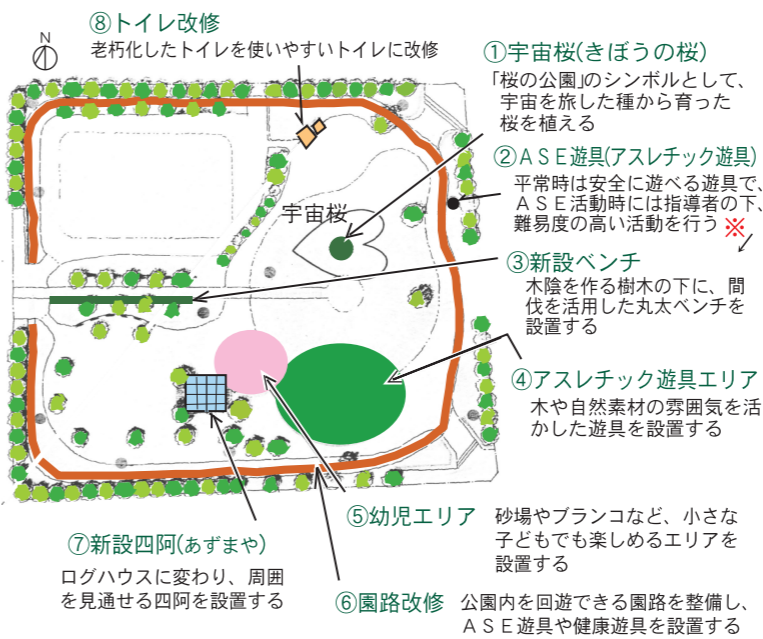 ⑧トイレ改修
老朽化したトイレを使いやすいトイレに改修
N
①宇宙桜(きぼうの桜)
「桜の公園」のシンボルとして、
宇宙を旅した種から育った
桜を植える
②ASE遊具(アスレチック遊具)
平常時は安全に遊べる遊具で、
ASE活動時には指導者の下、
難易度の高い活動を行う ※
宇宙桜
③新設ベンチ
木陰を作る樹木の下に、間
伐を活用した丸太ベンチを
設置する
④アスレチック遊具エリア
木や自然素材の雰囲気を活
かした遊具を設置する
⑤幼児エリア
砂場やブランコなど、小さな
子どもでも楽しめるエリアを
設置する
⑦新設四阿(あずまや)
ログハウスに変わり、周囲
を見通せる四阿を設置する
⑥園路改修
公園内を回遊できる園路を整備し、
ASE遊具や健康遊具を設置する